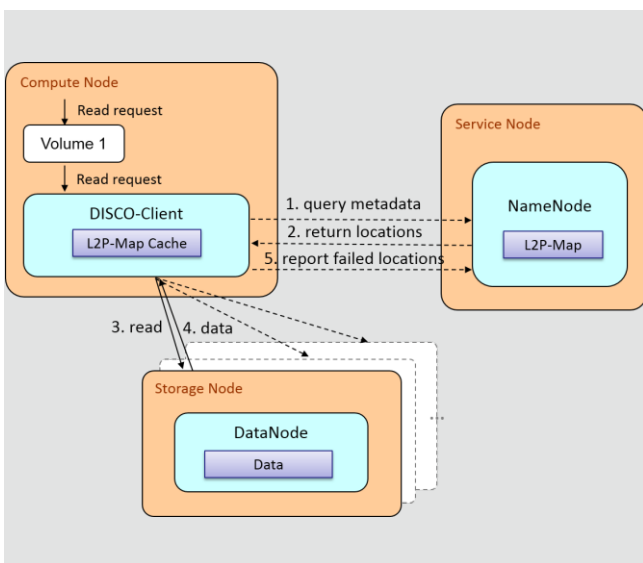 Compute Node
Read request
Volume 1
Read request
DISCO-Client
L2P-Map Cache
Service Node
NameNode
L2P-Map
1. query metadata
2. return locations
5. report failed locations
3. read
4. data
Storage Node
DataNode
Data
...